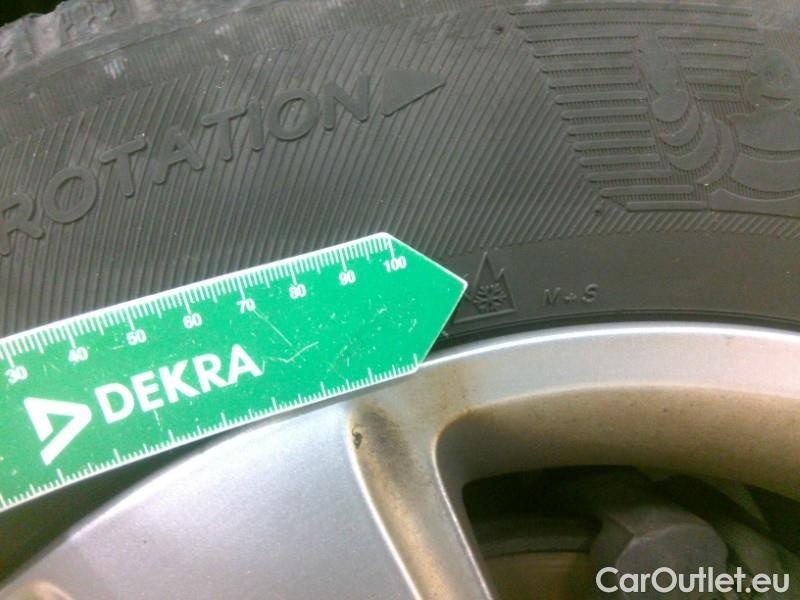 ROTATION
30 40 50 60 70 80 90 100
DEKRA
M+S
CarOutlet.eu